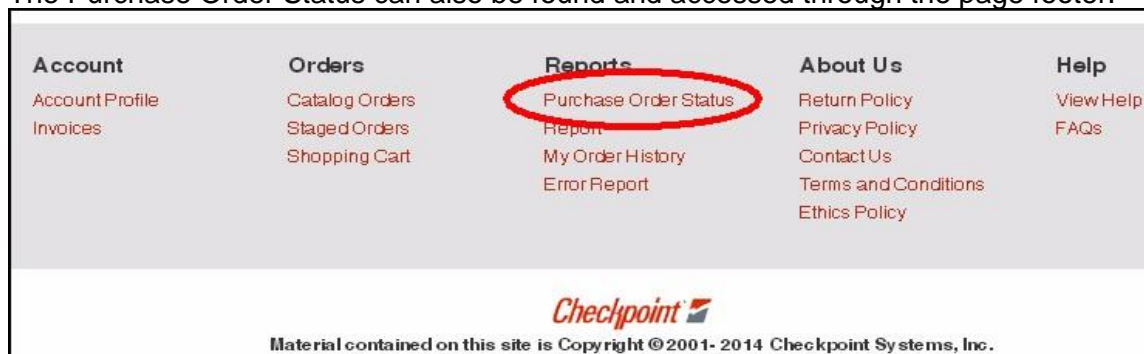 The Purchase Order Status can also be found and accessed through the page footer.
Account
Account Profile
Invoices
Orders
Catalog Orders
Staged Orders
Shopping Cart
Reports
Purchase Order Status
Report
My Order History
Error Report
About Us
Return Policy
Privacy Policy
Contact Us
Terms and Conditions
Ethics Policy
Help
View Help
FAQs
Checkpoint
Material contained on this site is Copyright ©2001- 2014 Checkpoint Systems, Inc.